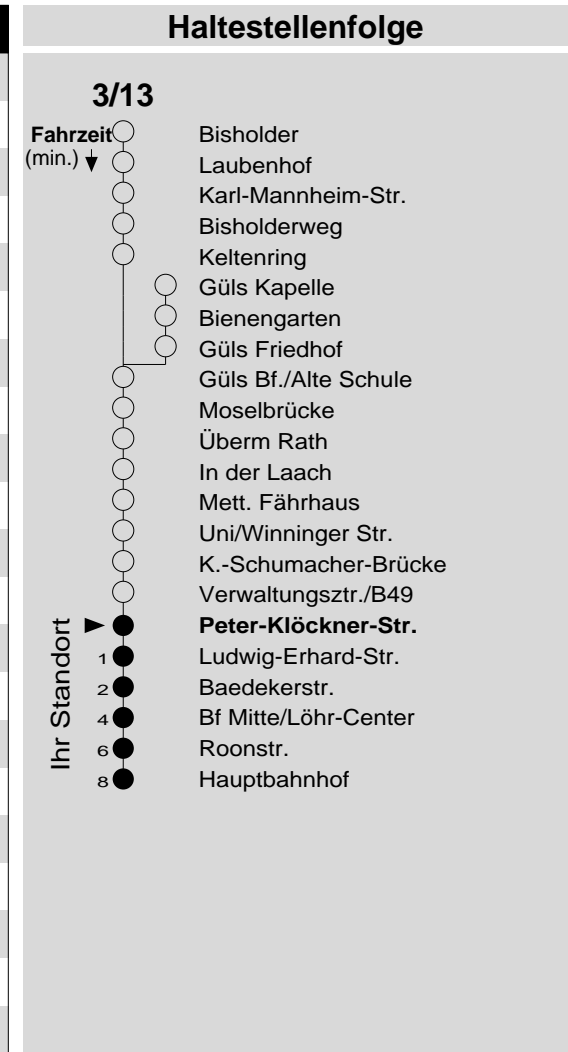 Haltestellenfolge
3/13
Fahrzeit
(min.)
Bisholder
Laubenhof
Karl-Mannheim-Str.
Bisholderweg
Keltenring
Güls Kapelle
Bienengarten
Güls Friedhof
Güls Bf./Alte Schule
Moselbrücke
Überm Rath
In der Laach
Mett. Fährhaus
Uni/Winninger Str.
K.-Schumacher-Brücke
Verwaltungsztr./B49
Ihr Standort
Peter-Klöckner-Str.
1 Ludwig-Erhard-Str.
2 Baedekerstr.
4 Bf Mitte/Löhr-Center
6 Roonstr.
8 Hauptbahnhof